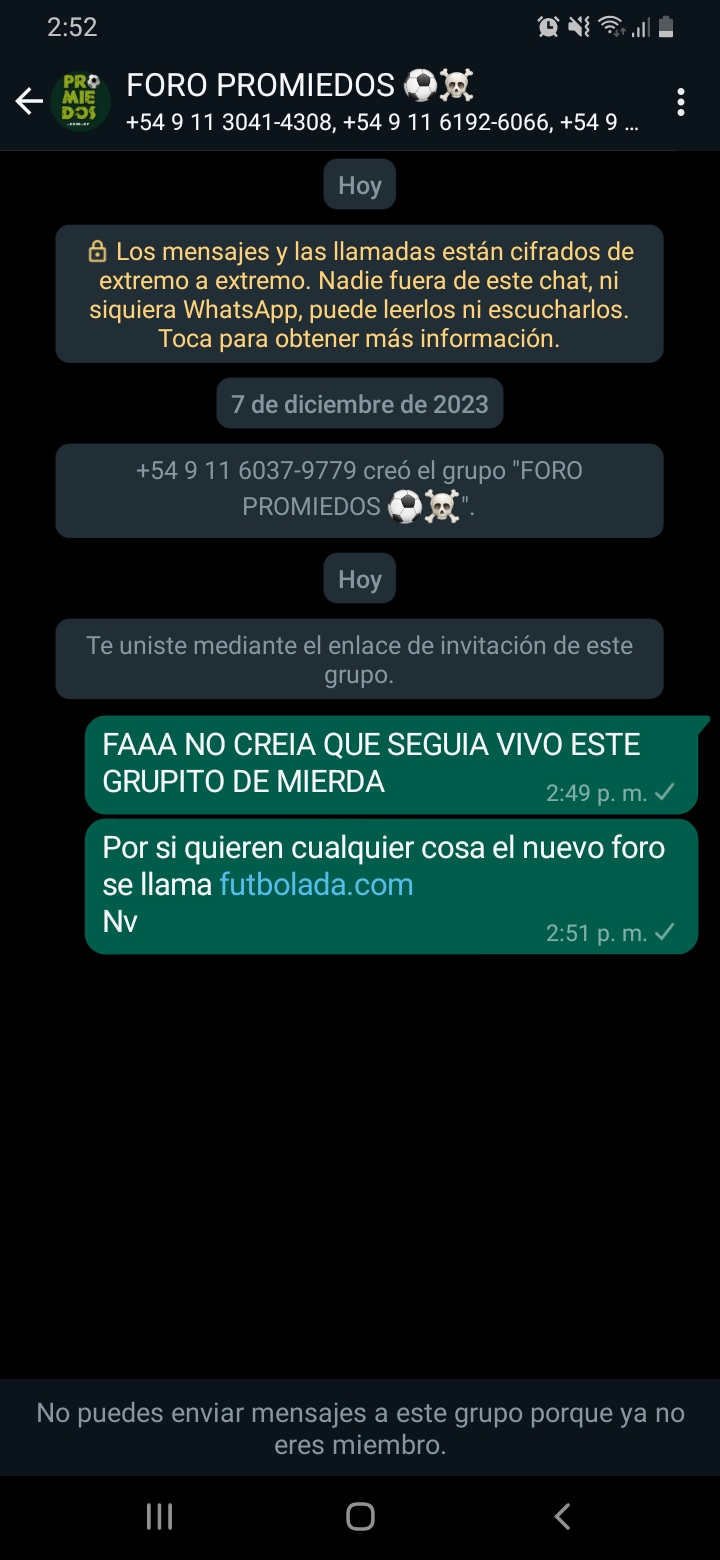 2:52
PRO
MIE
DOS
.com.ar
FORO PROMIEDOS ⚽☠️
+54 9 11 3041-4308, +54 9 11 6192-6066, +54 9 ...
Hoy
🔒 Los mensajes y las llamadas están cifrados de
extremo a extremo. Nadie fuera de este chat, ni
siquiera WhatsApp, puede leerlos ni escucharlos.
Toca para obtener más información.
7 de diciembre de 2023
+54 9 11 6037-9779 creó el grupo "FORO
PROMIEDOS ⚽☠️".
Hoy
Te uniste mediante el enlace de invitación de este
grupo.
FAAA NO CREIA QUE SEGUIA VIVO ESTE
GRUPITO DE MIERDA
2:49 p. m.
Por si quieren cualquier cosa el nuevo foro
se llama futbolada.com
Nv
2:51 p. m.
No puedes enviar mensajes a este grupo porque ya no
eres miembro.